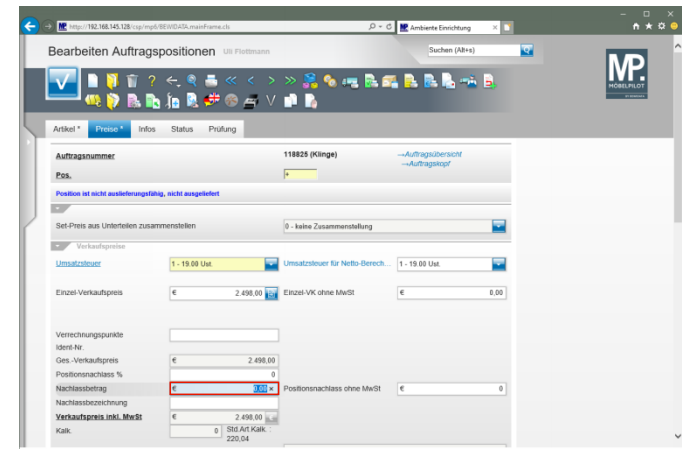 http://192.168.145.128/csp/mpli/BEWIDATA.mainFrame.cls
Ambiente Einrichtung
Bearbeiten Auftragspositionen Uli Flottmann
Suchen (Alt+s)
MP.
MÖBELPILOT
Artikel * Preise * Infos Status Prüfung
Auftragsnummer 118825 (Klinge) →Auftragsübersicht
→Auftragskopf
Pos. +
Position ist nicht auslieferungsfähig, nicht ausgeliefert
Set-Preis aus Unterteilen zusammenstellen 0 - keine Zusammenstellung
Verkaufspreise
Umsatzsteuer 1 - 19.00 Ust. Umsatzsteuer für Netto-Berech... 1 - 19.00 Ust.
Einzel-Verkaufspreis € 2.498,00 Einzel-VK ohne MwSt € 0,00
Verrechnungspunkte
Ident-Nr.
Ges.-Verkaufspreis € 2.498,00
Positionsnachlass % 0
Nachlassbetrag € 0,00 × Positionsnachlass ohne MwSt € 0
Nachlassbezeichnung
Verkaufspreis inkl. MwSt € 2.498,00
Kalk. 0 Std.Art.Kalk. :
220,04